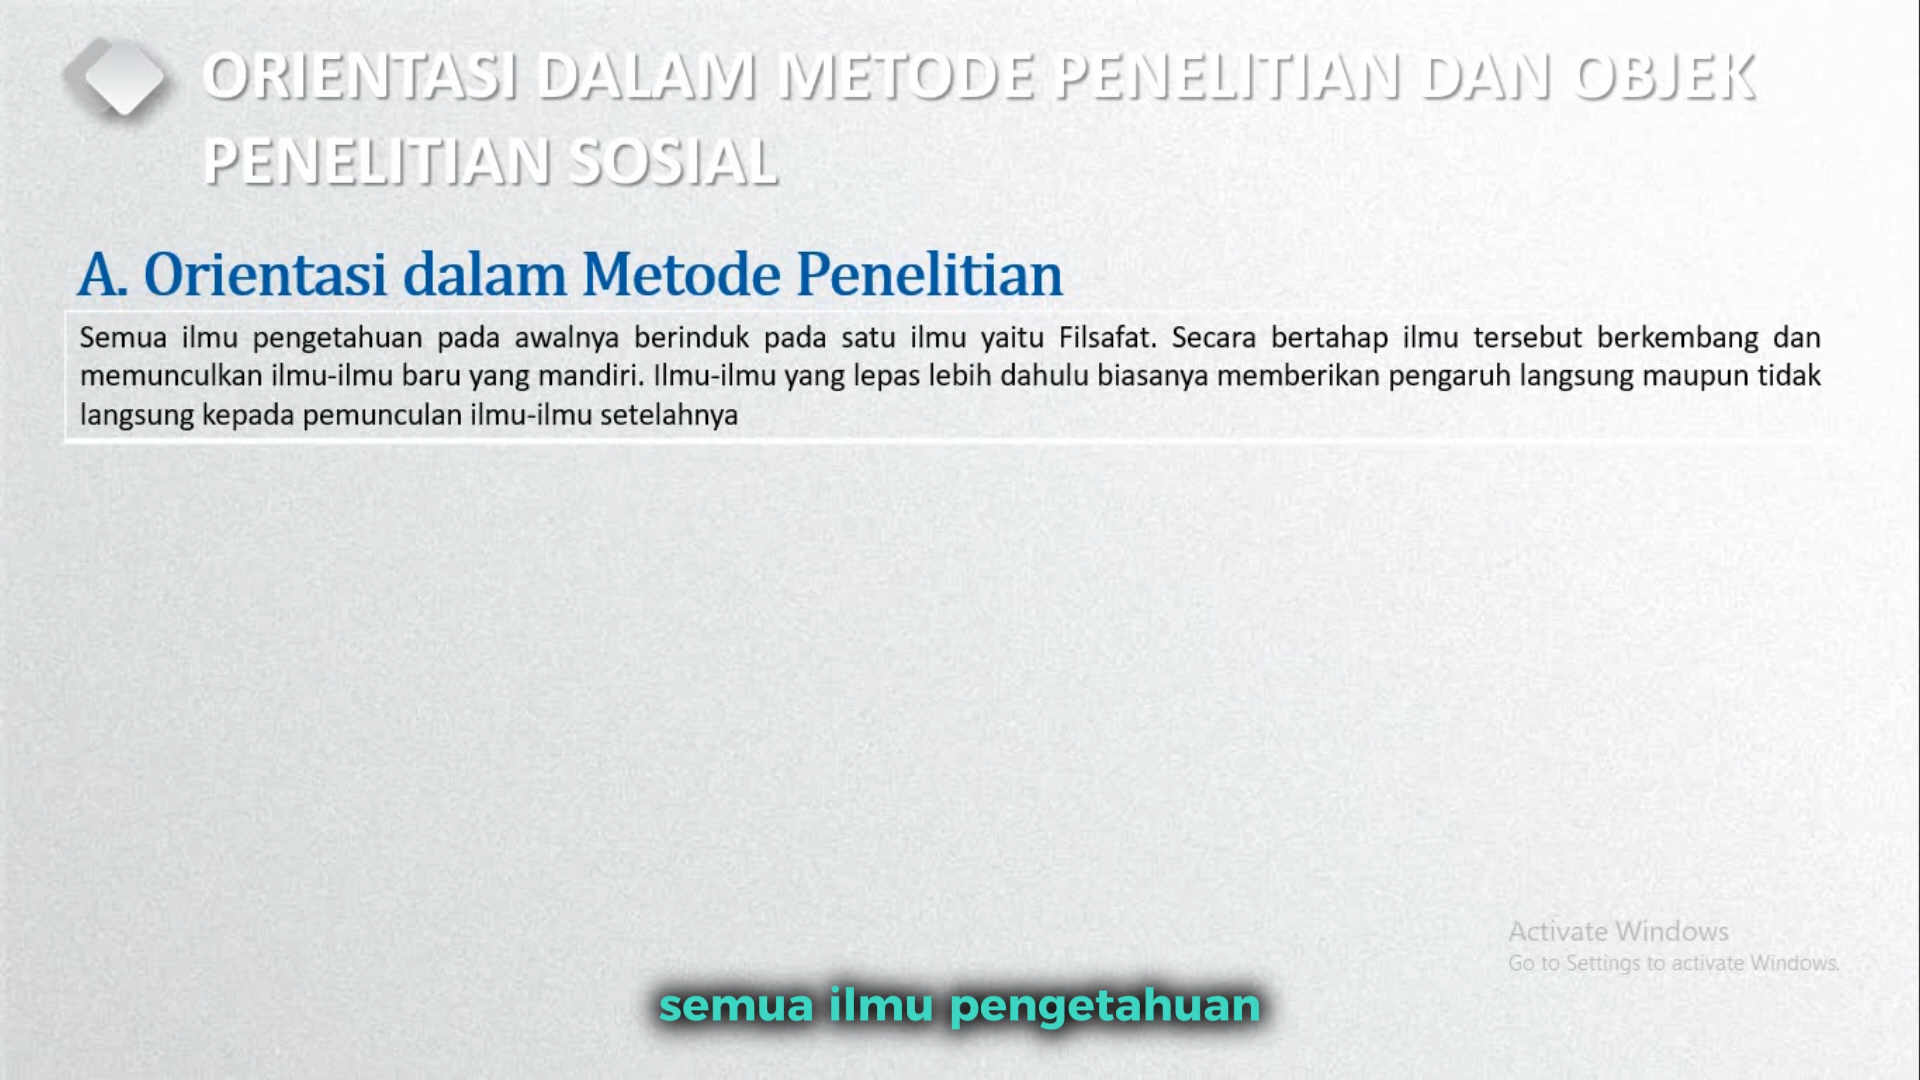 ORIENTASI DALAM METODE PENELITIAN DAN OBJEK
PENELITIAN SOSIAL
A. Orientasi dalam Metode Penelitian
Semua ilmu pengetahuan pada awalnya berinduk pada satu ilmu yaitu Filsafat. Secara bertahap ilmu tersebut berkembang dan
memunculkan ilmu-ilmu baru yang mandiri. Ilmu-ilmu yang lepas lebih dahulu biasanya memberikan pengaruh langsung maupun tidak
langsung kepada pemunculan ilmu-ilmu setelahnya
Activate Windows
Go to Settings to activate Windows.
semua ilmu pengetahuan